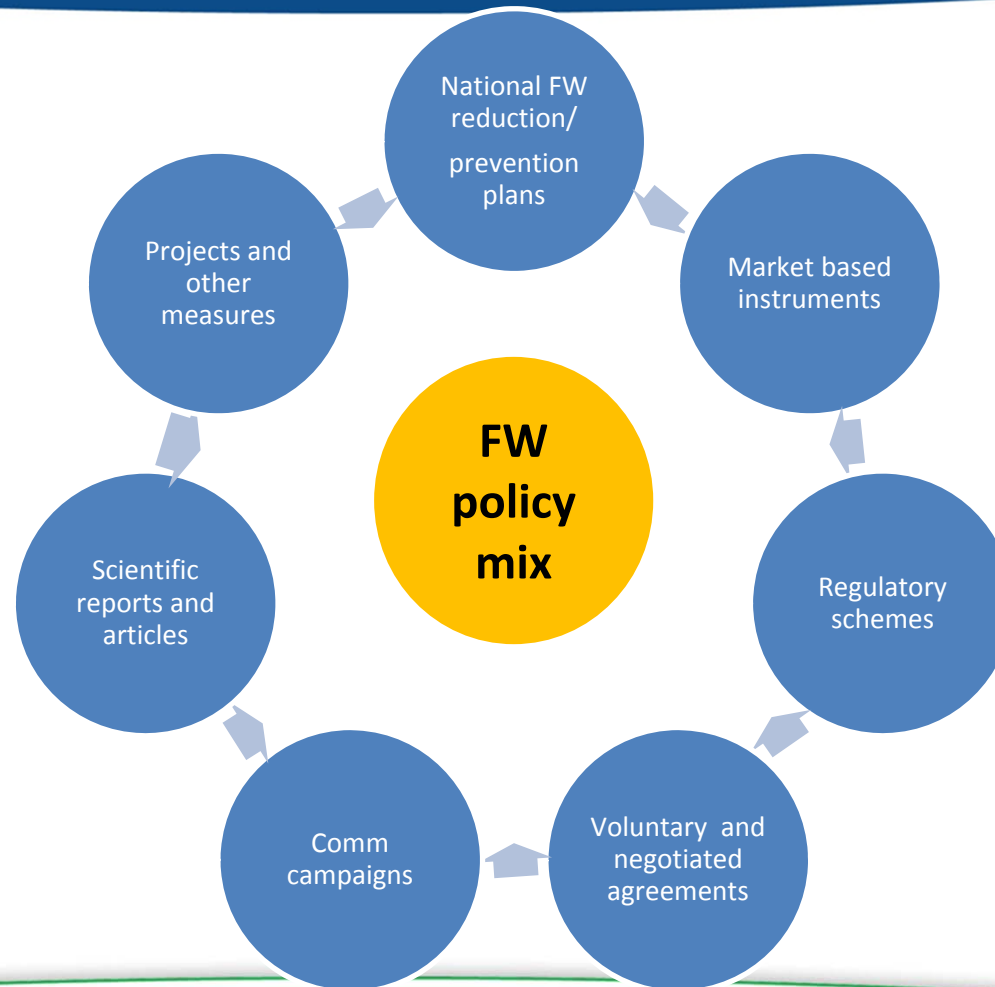 National FW
reduction/
prevention
plans
Market based
instruments
Regulatory
schemes
Voluntary and
negotiated
agreements
Comm
campaigns
Scientific
reports and
articles
Projects and
other
measures
FW
policy
mix